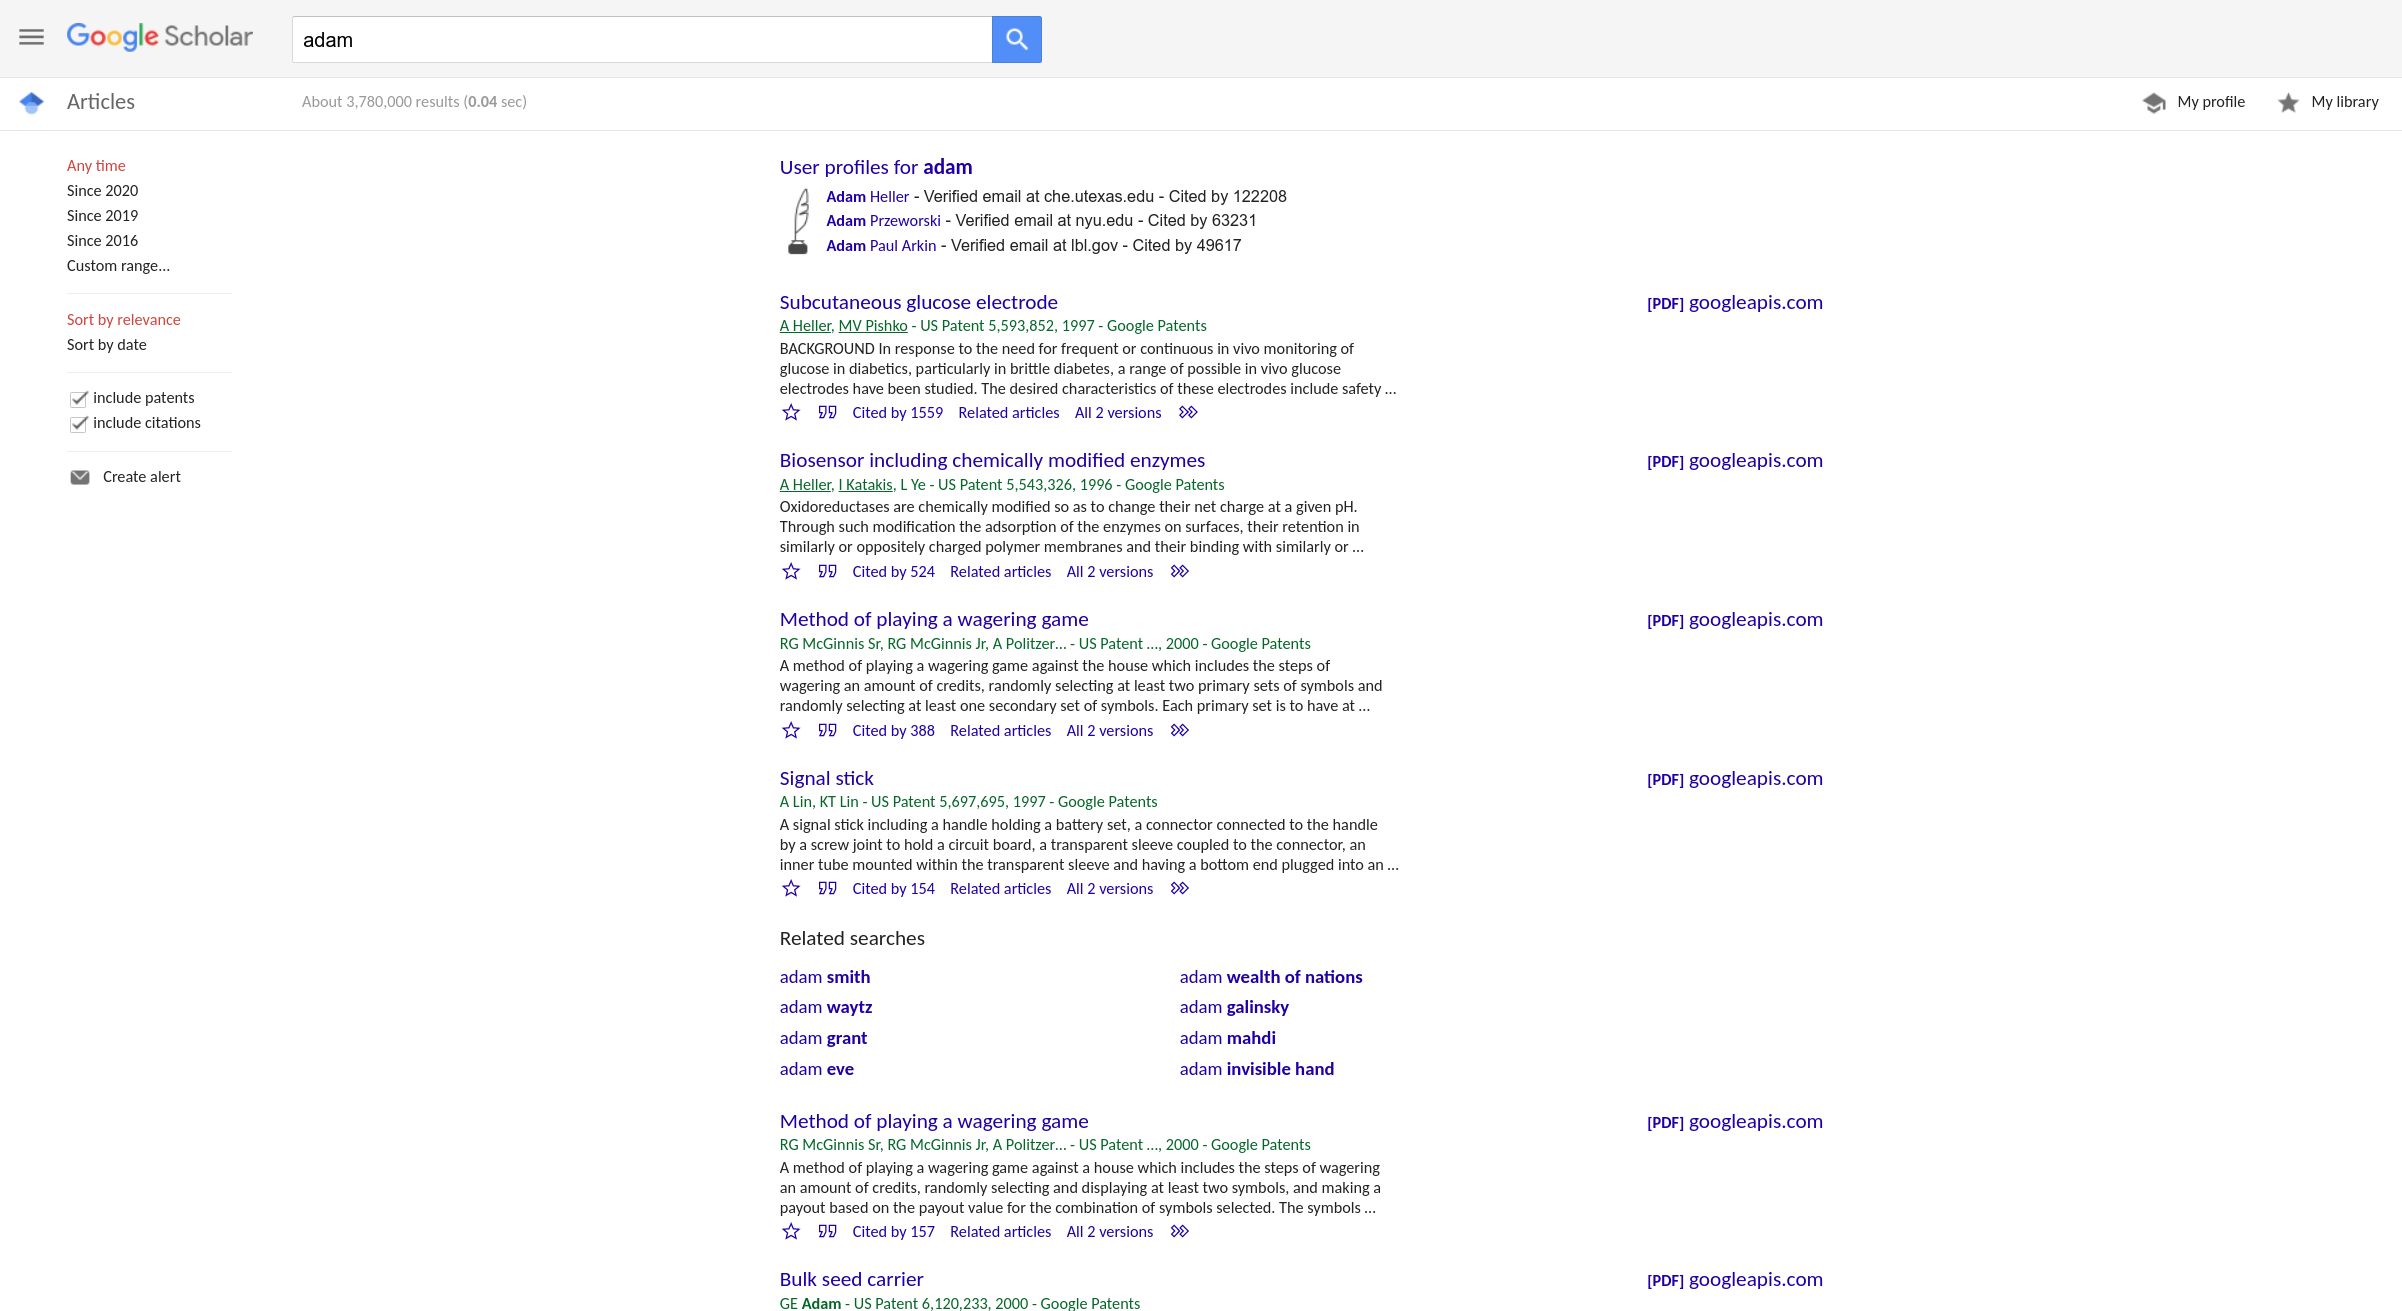 Google Scholar
adam
Articles
About 3,780,000 results (0.04 sec)
My profile
My library
Any time
Since 2020
Since 2019
Since 2016
Custom range...
Sort by relevance
Sort by date
include patents
include citations
Create alert
User profiles for adam
Adam Heller - Verified email at che.utexas.edu - Cited by 122208
Adam Przeworski - Verified email at nyu.edu - Cited by 63231
Adam Paul Arkin - Verified email at lbl.gov - Cited by 49617
Subcutaneous glucose electrode
[PDF] googleapis.com
A Heller, MV Pishko - US Patent 5,593,852, 1997 - Google Patents
BACKGROUND In response to the need for frequent or continuous in vivo monitoring of
glucose in diabetics, particularly in brittle diabetes, a range of possible in vivo glucose
electrodes have been studied. The desired characteristics of these electrodes include safety ...
Cited by 1559 Related articles All 2 versions
Biosensor including chemically modified enzymes
[PDF] googleapis.com
A Heller, I Katakis, L Ye - US Patent 5,543,326, 1996 - Google Patents
Oxidoreductases are chemically modified so as to change their net charge at a given pH.
Through such modification the adsorption of the enzymes on surfaces, their retention in
similarly or oppositely charged polymer membranes and their binding with similarly or ...
Cited by 524 Related articles All 2 versions
Method of playing a wagering game
[PDF] googleapis.com
RG McGinnis Sr, RG McGinnis Jr, A Politzer... - US Patent ..., 2000 - Google Patents
A method of playing a wagering game against the house which includes the steps of
wagering an amount of credits, randomly selecting at least two primary sets of symbols and
randomly selecting at least one secondary set of symbols. Each primary set is to have at ...
Cited by 388 Related articles All 2 versions
Signal stick
[PDF] googleapis.com
A Lin, KT Lin - US Patent 5,697,695, 1997 - Google Patents
A signal stick including a handle holding a battery set, a connector connected to the handle
by a screw joint to hold a circuit board, a transparent sleeve coupled to the connector, an
inner tube mounted within the transparent sleeve and having a bottom end plugged into an ...
Cited by 154 Related articles All 2 versions
Related searches
adam smith
adam wealth of nations
adam waytz
adam galinsky
adam grant
adam mahdi
adam eve
adam invisible hand
Method of playing a wagering game
[PDF] googleapis.com
RG McGinnis Sr, RG McGinnis Jr, A Politzer... - US Patent ..., 2000 - Google Patents
A method of playing a wagering game against a house which includes the steps of wagering
an amount of credits, randomly selecting and displaying at least two symbols, and making a
payout based on the payout value for the combination of symbols selected. The symbols ...
Cited by 157 Related articles All 2 versions
Bulk seed carrier
[PDF] googleapis.com
GE Adam - US Patent 6,120,233, 2000 - Google Patents